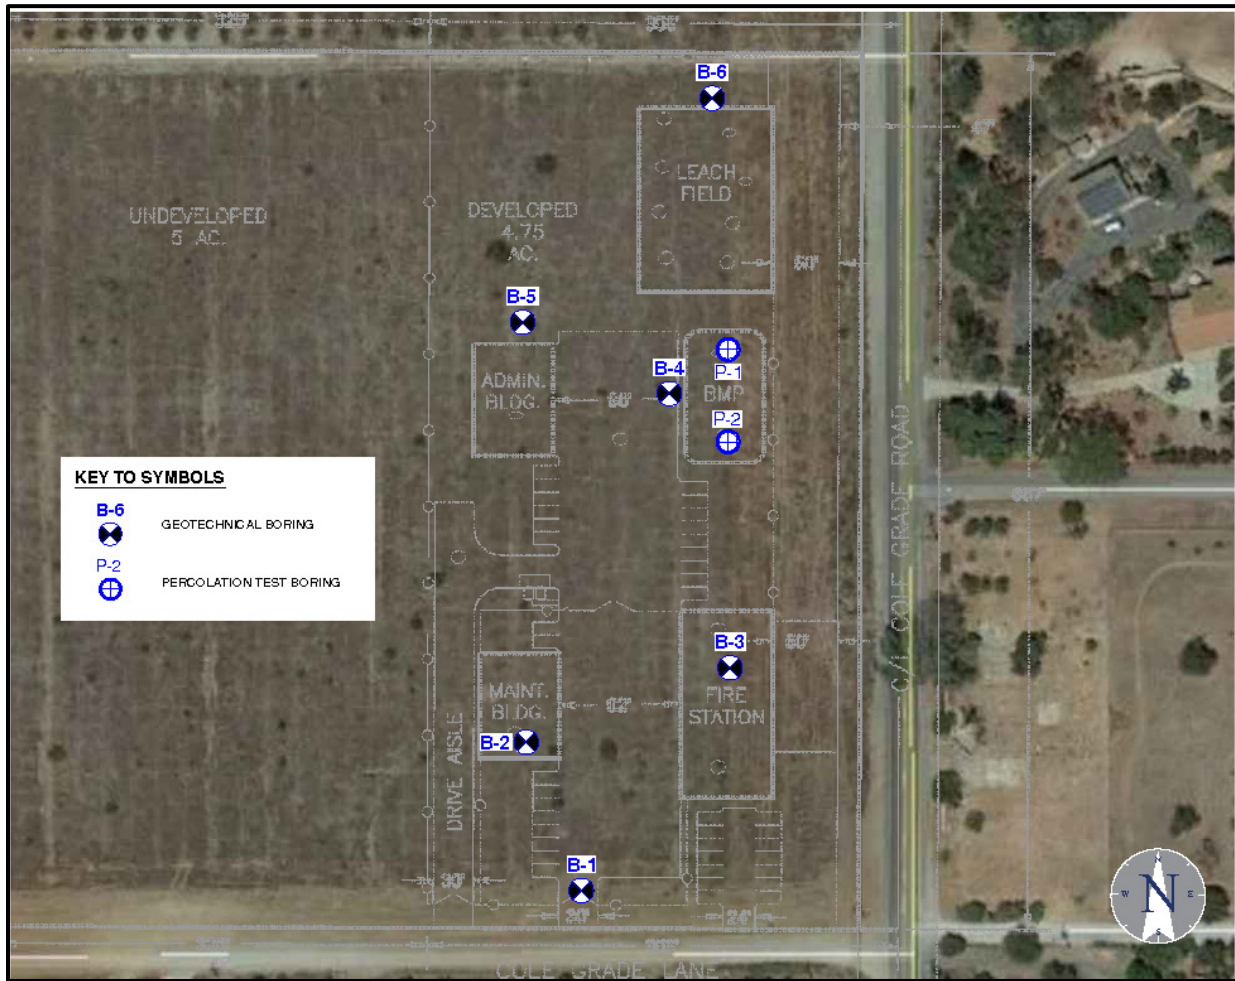 B-6
LEACH
FIELD
UNDEVELOPED
5 AC.
DEVELOPED
4.75
AC.
60'
B-5
B-4
P-1
ADMIN.
BLDG.
BMP
P-2
KEY TO SYMBOLS
B-6
GEOTECHNICAL BORING
P-2
PERCOLATION TEST BORING
C/L COLE GRADE ROAD
B-3
FIRE
STATION
MAINT.
BLDG.
B-2
DRIVE AISLE
B-1
30'
N
N
W
E
S
COLE GRADE LANE